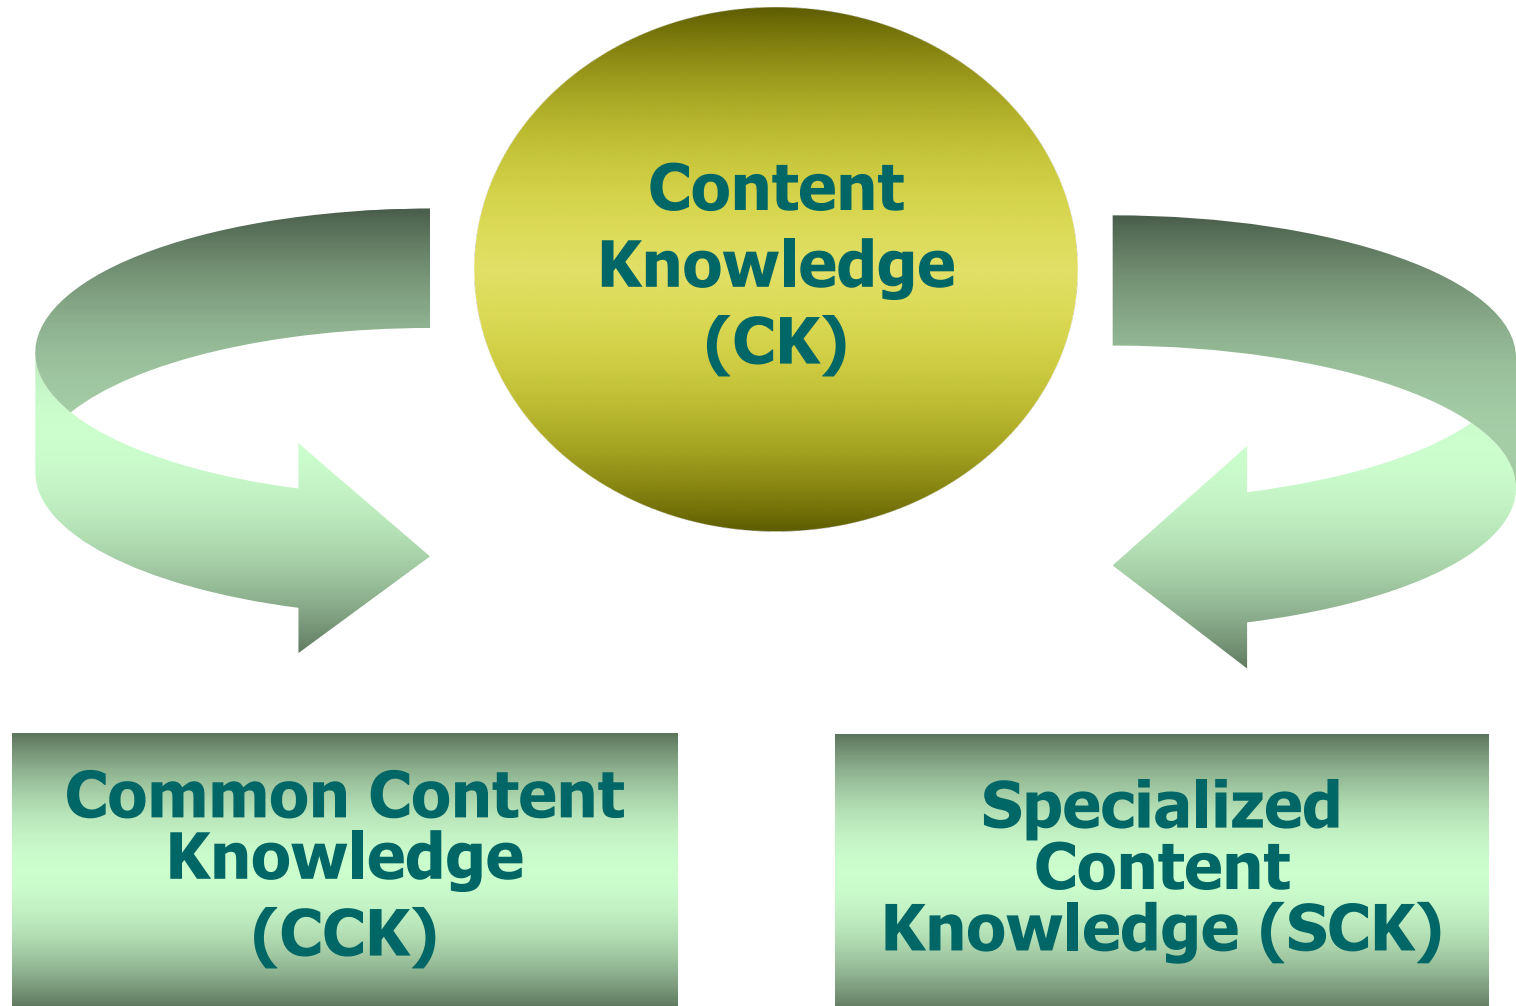 Content
Knowledge
(CK)
Common Content
Knowledge
(CCK)
Specialized
Content
Knowledge (SCK)